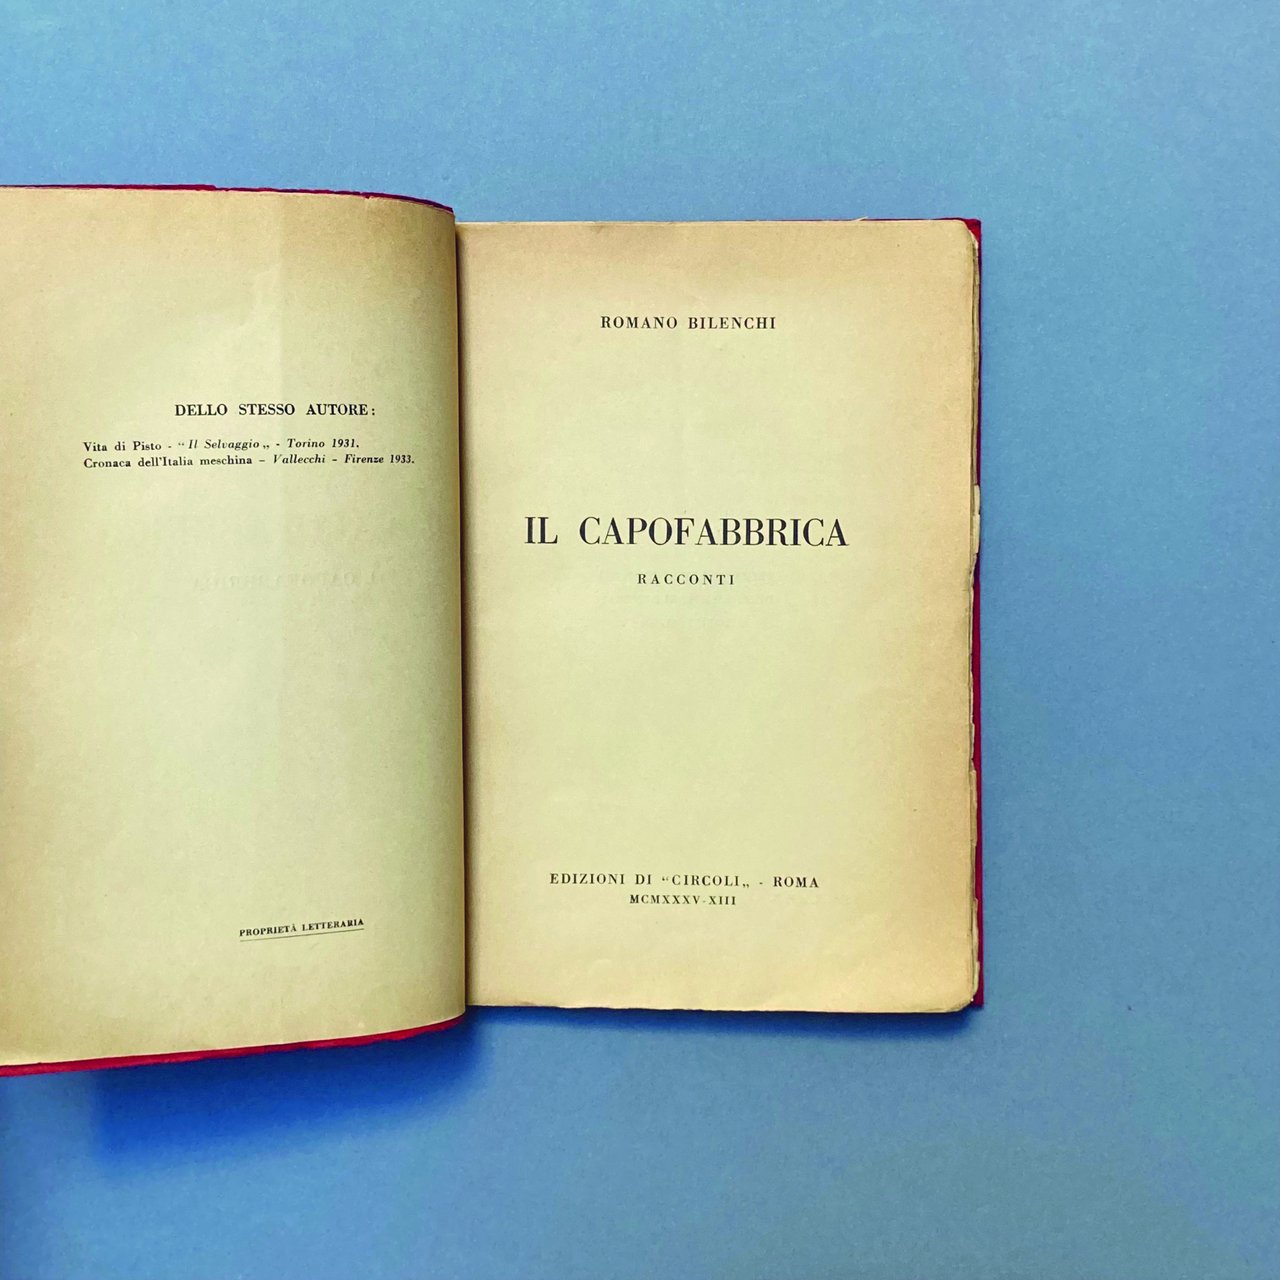 DELLO STESSO AUTORE:
Vita di Pisto - “Il Selvaggio„ - Torino 1931.
Cronaca dell'Italia meschina – Vallecchi – Firenze 1933.
PROPRIETÀ LETTERARIA
ROMANO BILENCHI
IL CAPOFABBRICA
RACCONTI
EDIZIONI DI “CIRCOLI„ - ROMA
MCMXXXV-XIII